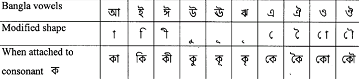 Bangla vowels আ ই ঈ উ ঊ ঋ এ ঐ ও ঔ
Modified shape া ি ী ু ূ ৃ ে ৈ ো ৌ
When attached to consonant ক কা কি কী কু কূ কৃ কে কৈ কো কৌ